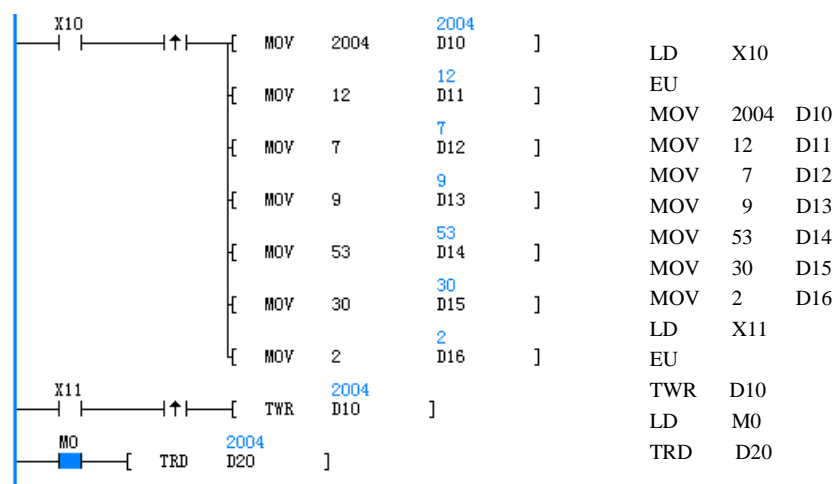 X10
2004
[ MOV 2004 D10 ]
12
[ MOV 12 D11 ]
7
[ MOV 7 D12 ]
9
[ MOV 9 D13 ]
53
[ MOV 53 D14 ]
30
[ MOV 30 D15 ]
2
[ MOV 2 D16 ]
X11
2004
[ TWR D10 ]
M0
2004
[ TRD D20 ]
LD X10
EU
MOV 2004 D10
MOV 12 D11
MOV 7 D12
MOV 9 D13
MOV 53 D14
MOV 30 D15
MOV 2 D16
LD X11
EU
TWR D10
LD M0
TRD D20